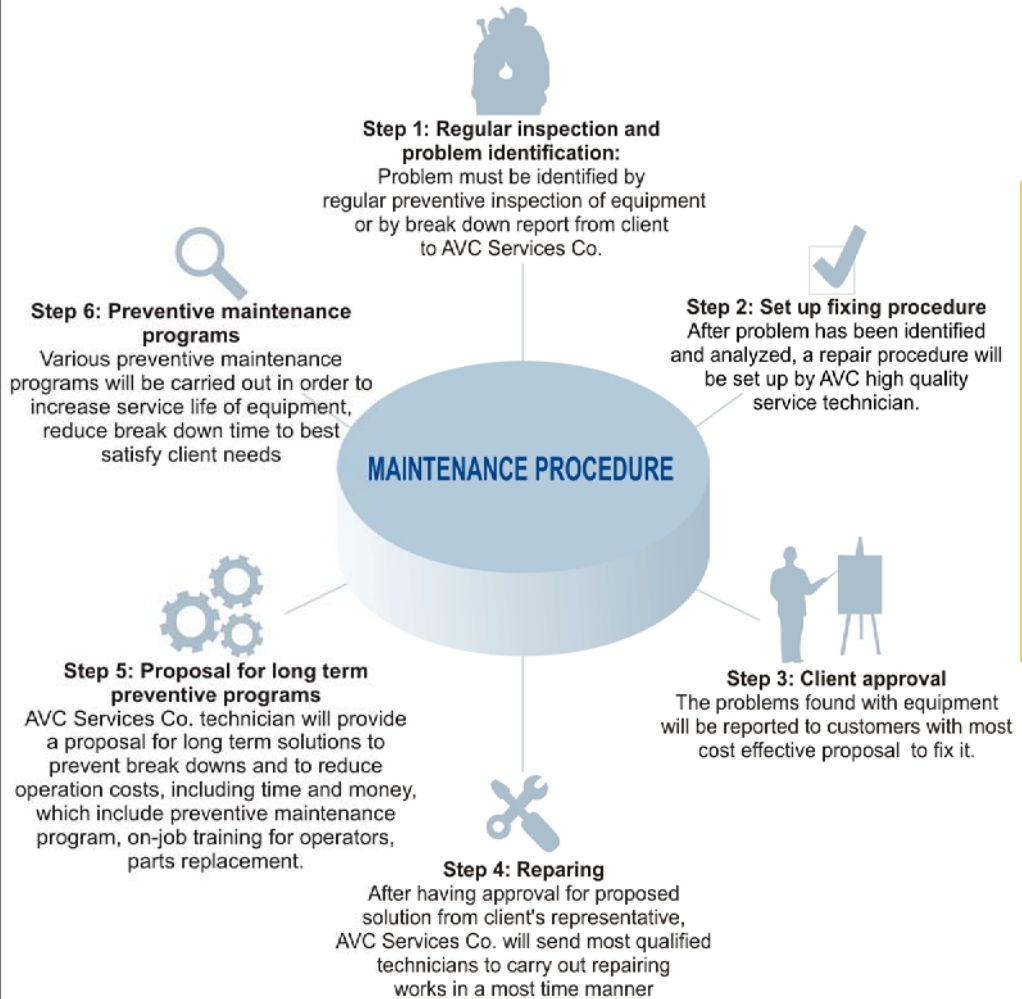 Step 1: Regular inspection and
problem identification:
Problem must be identified by
regular preventive inspection of equipment
or by break down report from client
to AVC Services Co.
Step 2: Set up fixing procedure
After problem has been identified
and analyzed, a repair procedure will
be set up by AVC high quality
service technician.
Step 6: Preventive maintenance
programs
Various preventive maintenance
programs will be carried out in order to
increase service life of equipment,
reduce break down time to best
satisfy client needs
MAINTENANCE PROCEDURE
Step 3: Client approval
The problems found with equipment
will be reported to customers with most
cost effective proposal to fix it.
Step 5: Proposal for long term
preventive programs
AVC Services Co. technician will provide
a proposal for long term solutions to
prevent break downs and to reduce
operation costs, including time and money,
which include preventive maintenance
program, on-job training for operators,
parts replacement.
Step 4: Reparing
After having approval for proposed
solution from client's representative,
AVC Services Co. will send most qualified
technicians to carry out repairing
works in a most time manner